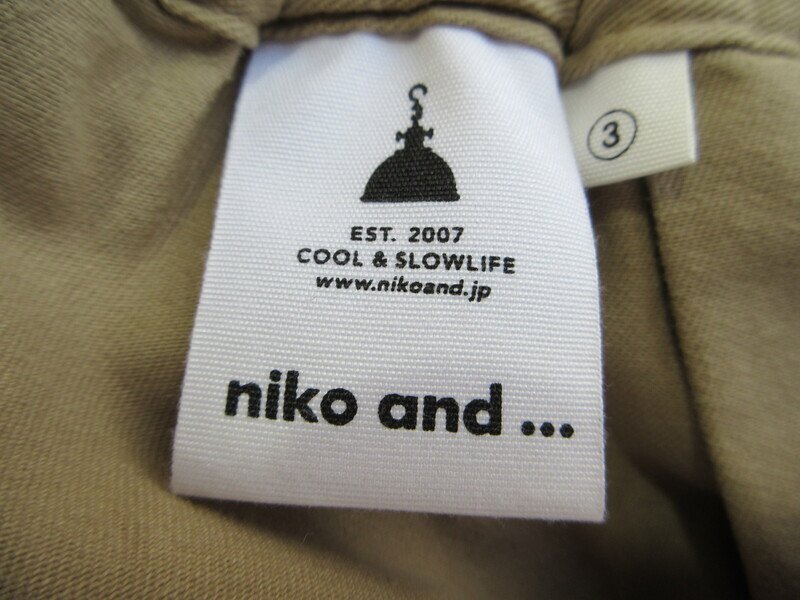 EST. 2007
COOL & SLOWLIFE
www.nikoand.jp
niko and ...
3